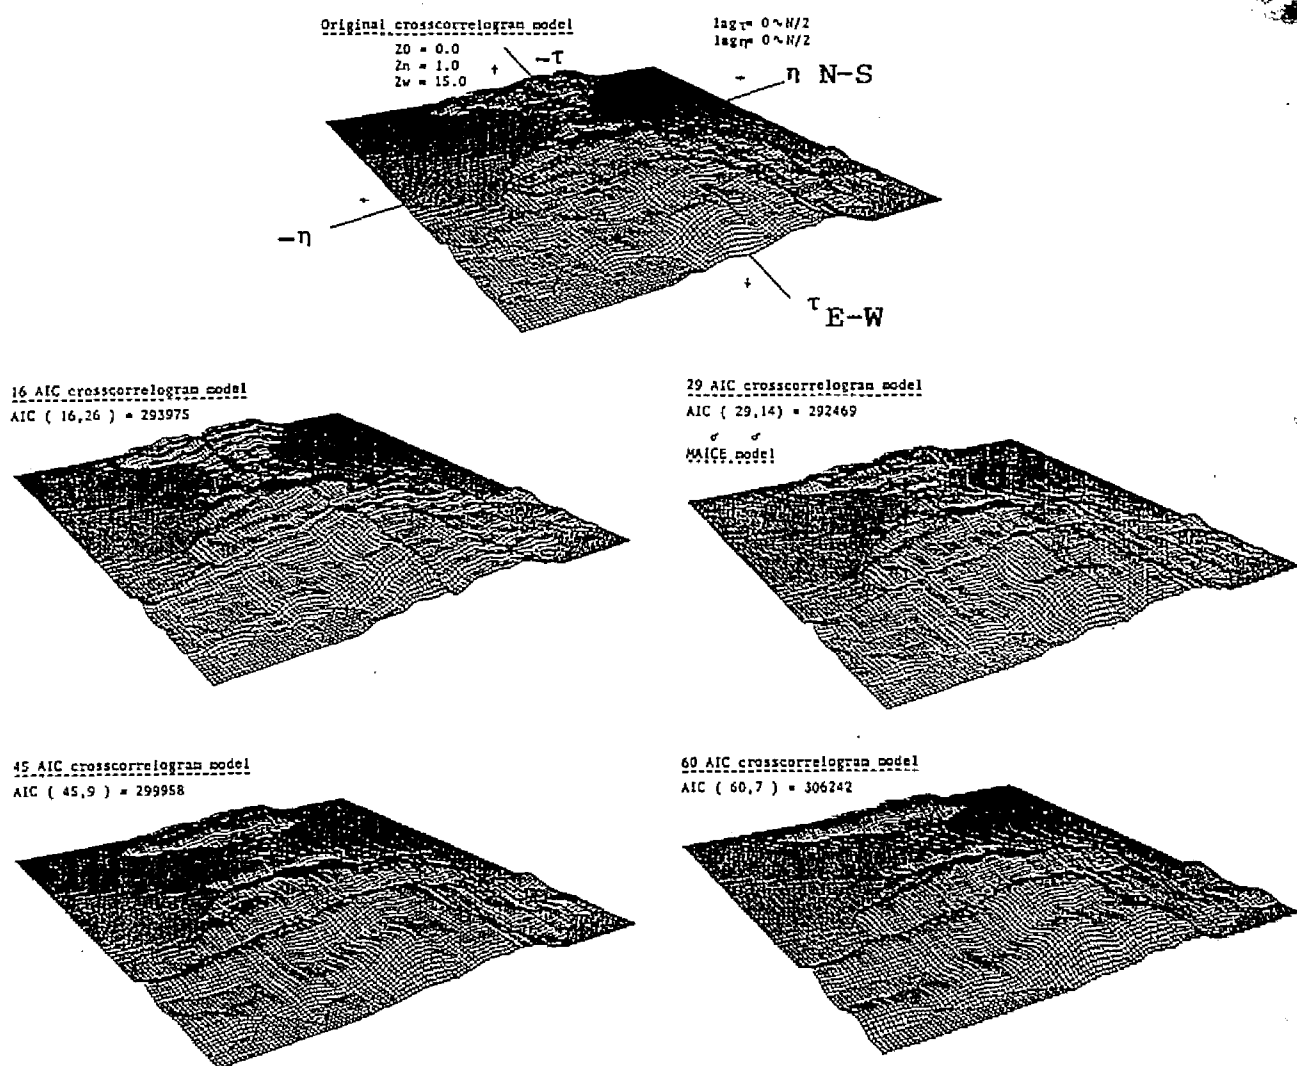 Original crosscorrelogram model
Z0 = 0.0
Zn = 1.0
Zw = 15.0
lagτ= 0∿N/2
lagη= 0∿N/2
−τ
η N-S
−η
τ E-W
16 AIC crosscorrelogram model
AIC ( 16,26 ) = 293975
29 AIC crosscorrelogram model
AIC ( 29,14) = 292469
MAICE model
45 AIC crosscorrelogram model
AIC ( 45,9 ) = 299958
60 AIC crosscorrelogram model
AIC ( 60,7 ) = 306242